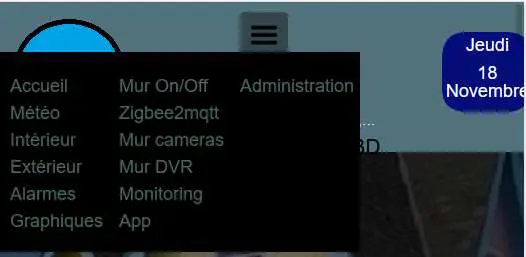 Jeudi
18
Novembre
Accueil
Météo
Intérieur
Extérieur
Alarmes
Graphiques
Mur On/Off
Zigbee2mqtt
Mur cameras
Mur DVR
Monitoring
App
Administration
...
3D